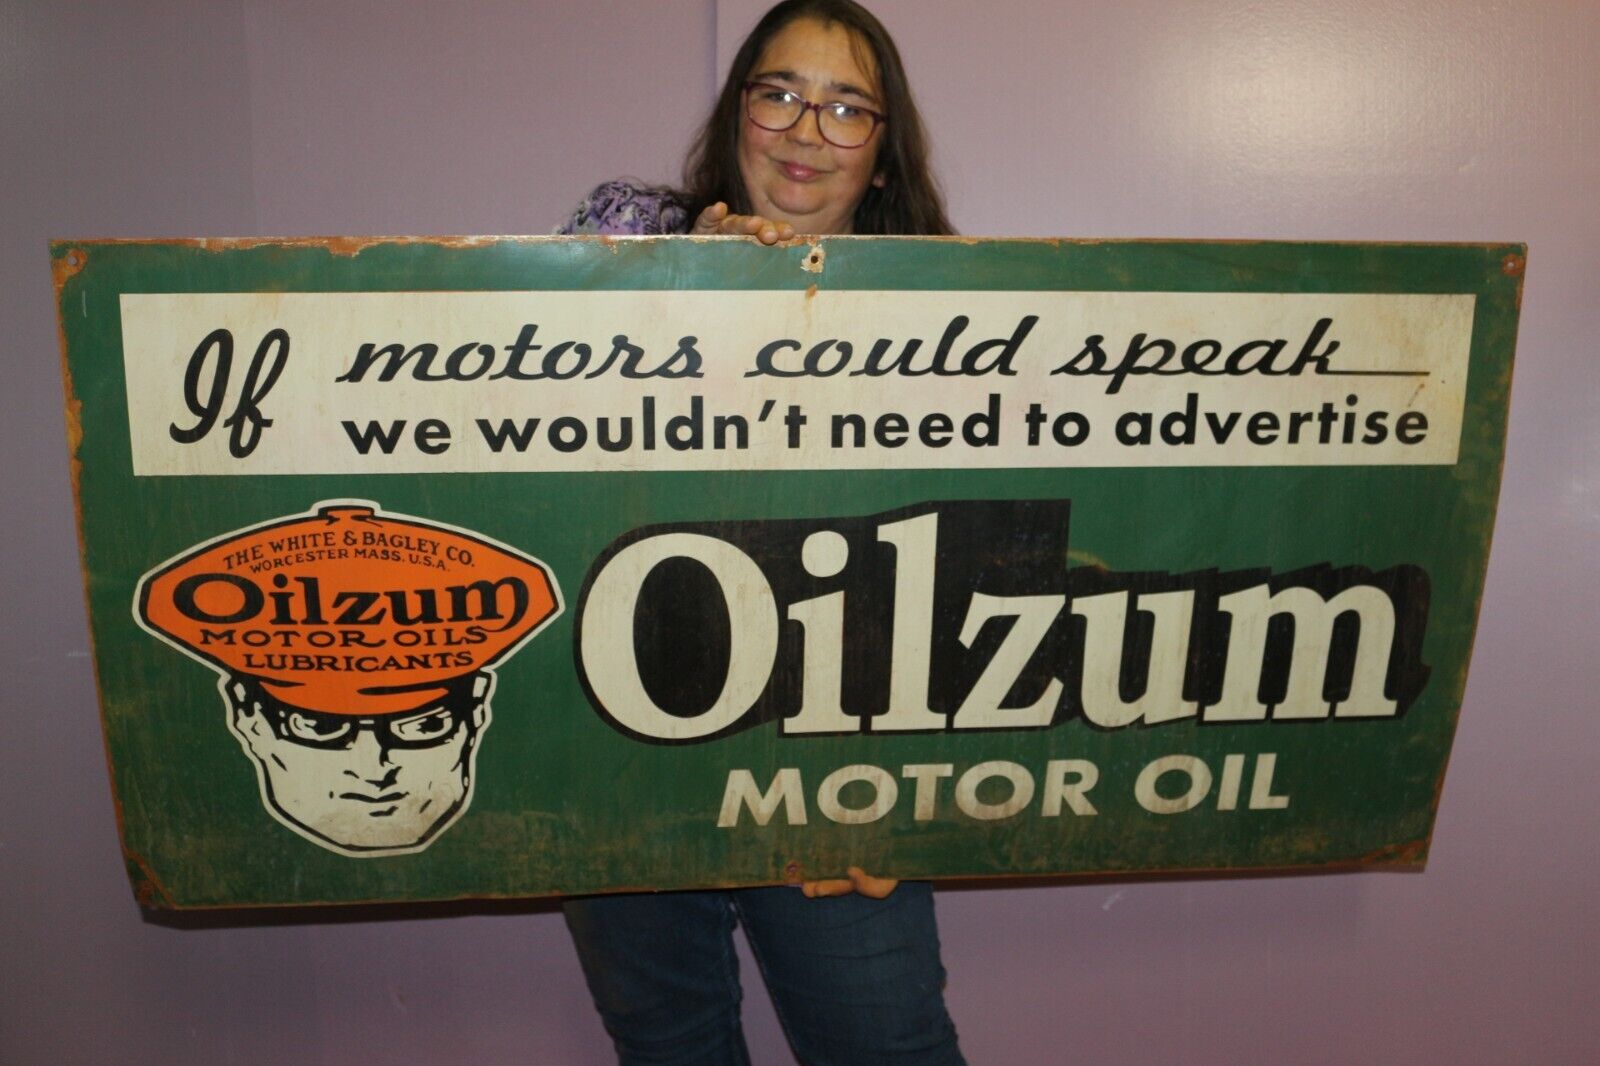 If motors could speak
we wouldn't need to advertise
THE WHITE & BAGLEY CO.
WORCESTER MASS. U.S.A.
Oilzum
MOTOR OILS
LUBRICANTS
Oilzum
MOTOR OIL